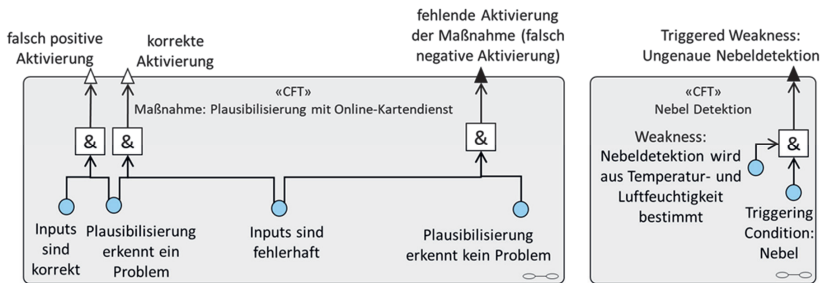 falsch positive
Aktivierung
korrekte
Aktivierung
fehlende Aktivierung
der Maßnahme (falsch
negative Aktivierung)
«CFT»
Maßnahme: Plausibilisierung mit Online-Kartendienst
&
&
&
Inputs
sind
korrekt
Plausibilisierung
erkennt ein
Problem
Inputs sind
fehlerhaft
Plausibilisierung
erkennt kein Problem
Triggered Weakness:
Ungenaue Nebeldetektion
«CFT»
Nebel Detektion
Weakness:
Nebeldetektion wird
aus Temperatur- und
Luftfeuchtigkeit
bestimmt
&
Triggering
Condition:
Nebel